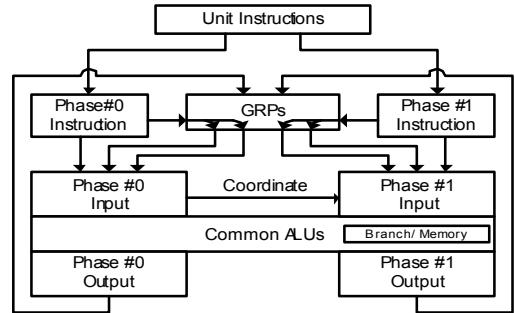 Unit Instructions
Phase#0
Instruction
GRPs
Phase #1
Instruction
Phase #0
Input
Coordinate
Phase #1
Input
Common ALUs
Branch/ Memory
Phase #0
Output
Phase #1
Output